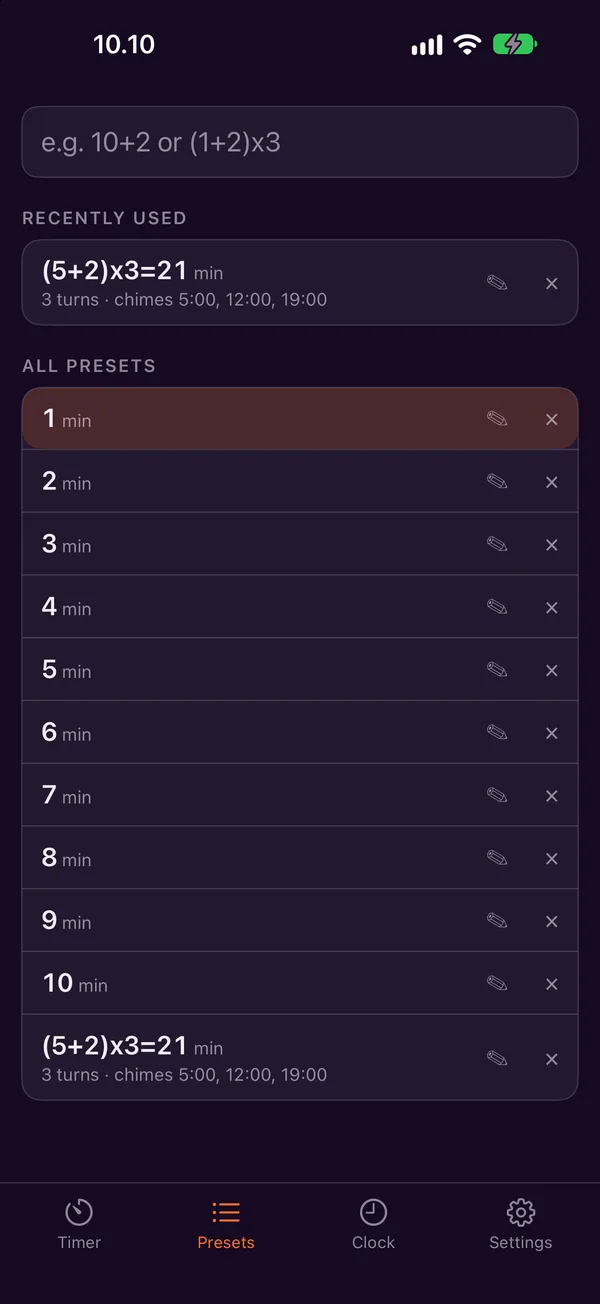 10.10
e.g. 10+2 or (1+2)x3
RECENTLY USED
(5+2)x3=21 min
3 turns · chimes 5:00, 12:00, 19:00
ALL PRESETS
1 min
2 min
3 min
4 min
5 min
6 min
7 min
8 min
9 min
10 min
(5+2)x3=21 min
3 turns · chimes 5:00, 12:00, 19:00
Timer Presets Clock Settings